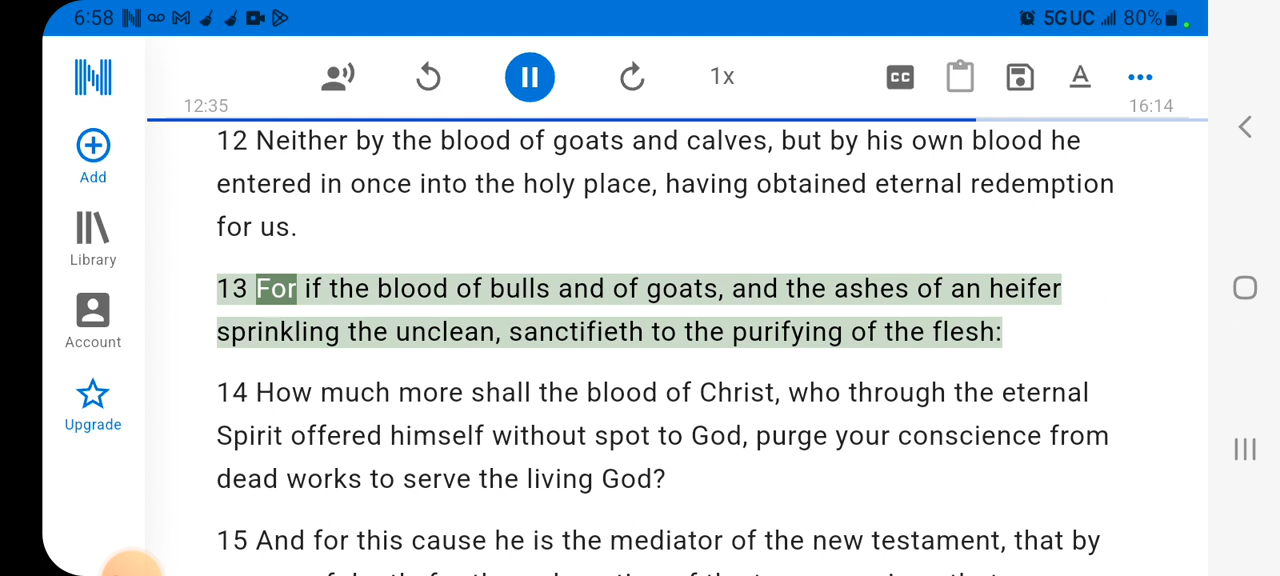 6:58
5G UC 80%
1x
CC
A
12:35
16:14
Add
Library
Account
Upgrade
12 Neither by the blood of goats and calves, but by his own blood he
entered in once into the holy place, having obtained eternal redemption
for us.
13 For if the blood of bulls and of goats, and the ashes of an heifer
sprinkling the unclean, sanctifieth to the purifying of the flesh:
14 How much more shall the blood of Christ, who through the eternal
Spirit offered himself without spot to God, purge your conscience from
dead works to serve the living God?
15 And for this cause he is the mediator of the new testament, that by